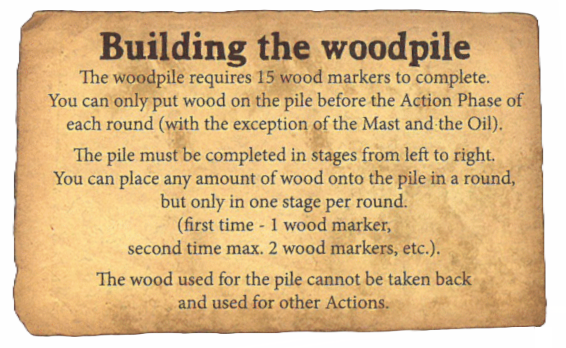 Building the woodpile
The woodpile requires 15 wood markers to complete.
You can only put wood on the pile before the Action Phase of
each round (with the exception of the Mast and the Oil).
The pile must be completed in stages from left to right.
You can place any amount of wood onto the pile in a round,
but only in one stage per round.
(first time - 1 wood marker,
second time max. 2 wood markers, etc.).
The wood used for the pile cannot be taken back
and used for other Actions.